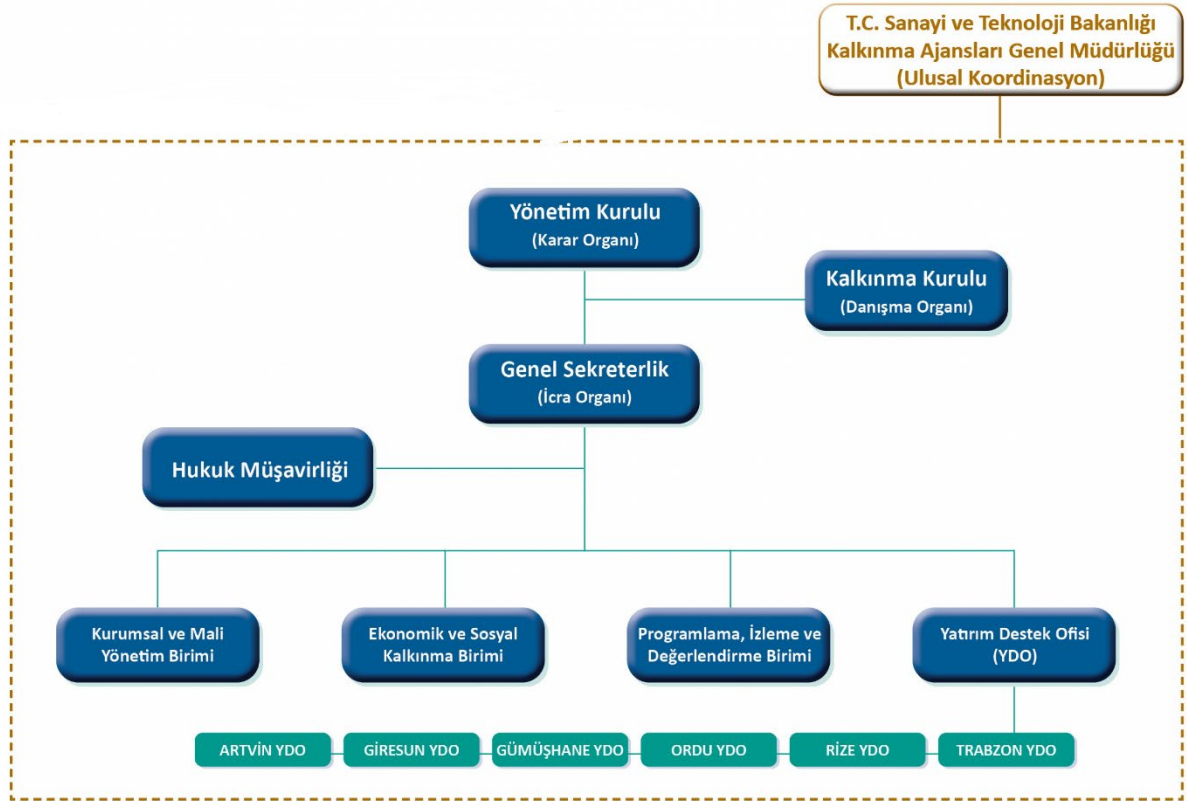 T.C. Sanayi ve Teknoloji Bakanlığı
Kalkınma Ajansları Genel Müdürlüğü
(Ulusal Koordinasyon)
Yönetim Kurulu
(Karar Organı)
Kalkınma Kurulu
(Danışma Organı)
Genel Sekreterlik
(İcra Organı)
Hukuk Müşavirliği
Kurumsal ve Mali
Yönetim Birimi
Ekonomik ve Sosyal
Kalkınma Birimi
Programlama, İzleme ve
Değerlendirme Birimi
Yatırım Destek Ofisi
(YDO)
ARTVİN YDO
GİRESUN YDO
GÜMÜŞHANE YDO
ORDU YDO
RİZE YDO
TRABZON YDO